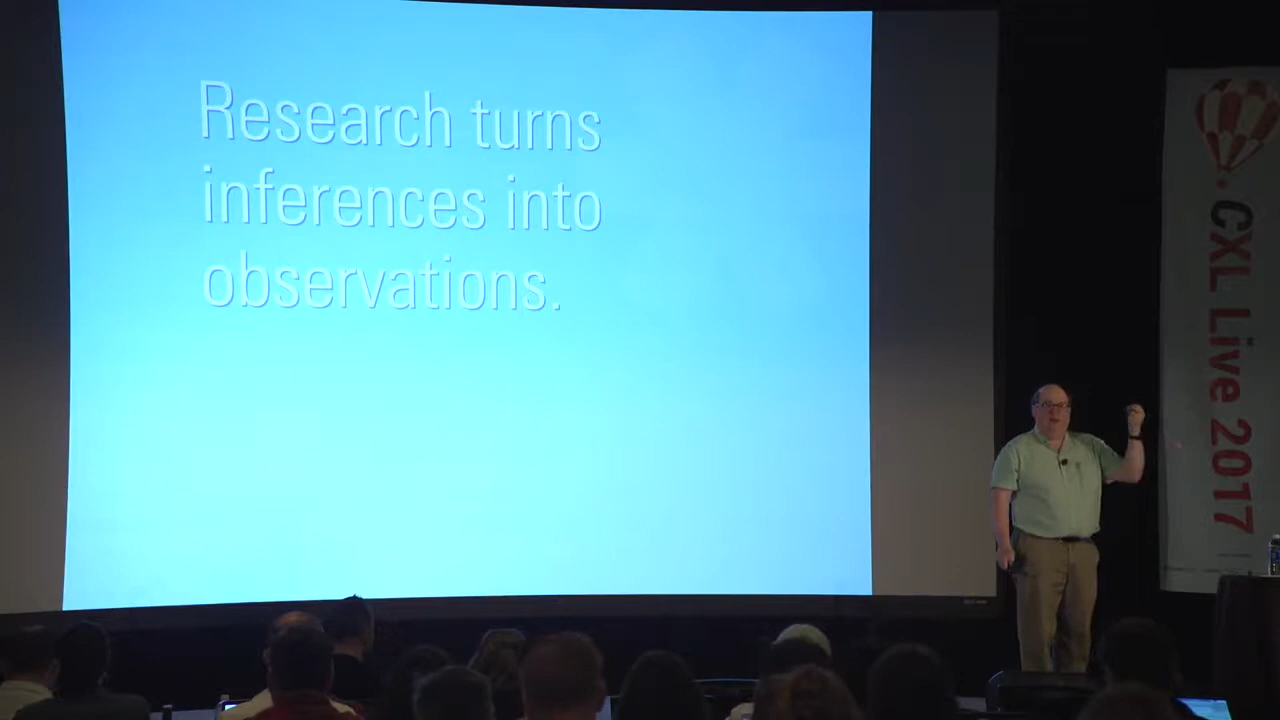 Research turns
inferences into
observations.
CXL Live 2017